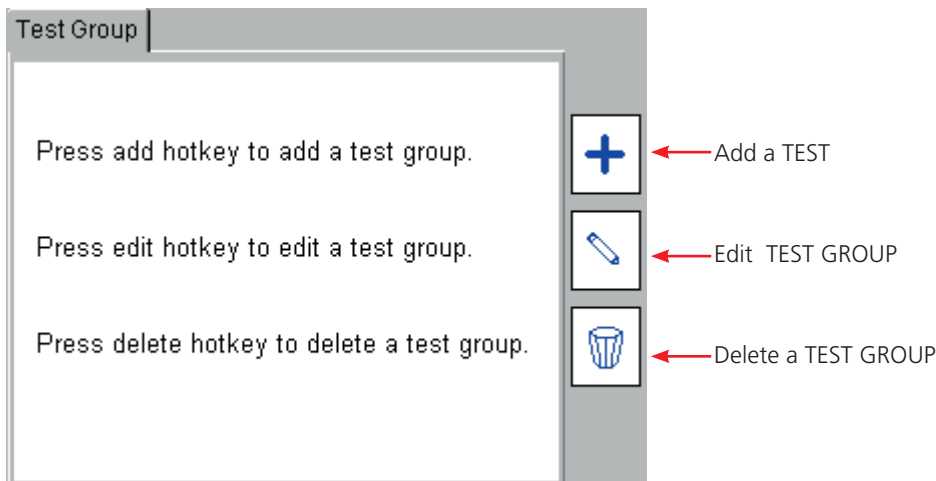 Test Group
Press add hotkey to add a test group.
Add a TEST
Press edit hotkey to edit a test group.
Edit TEST GROUP
Press delete hotkey to delete a test group.
Delete a TEST GROUP